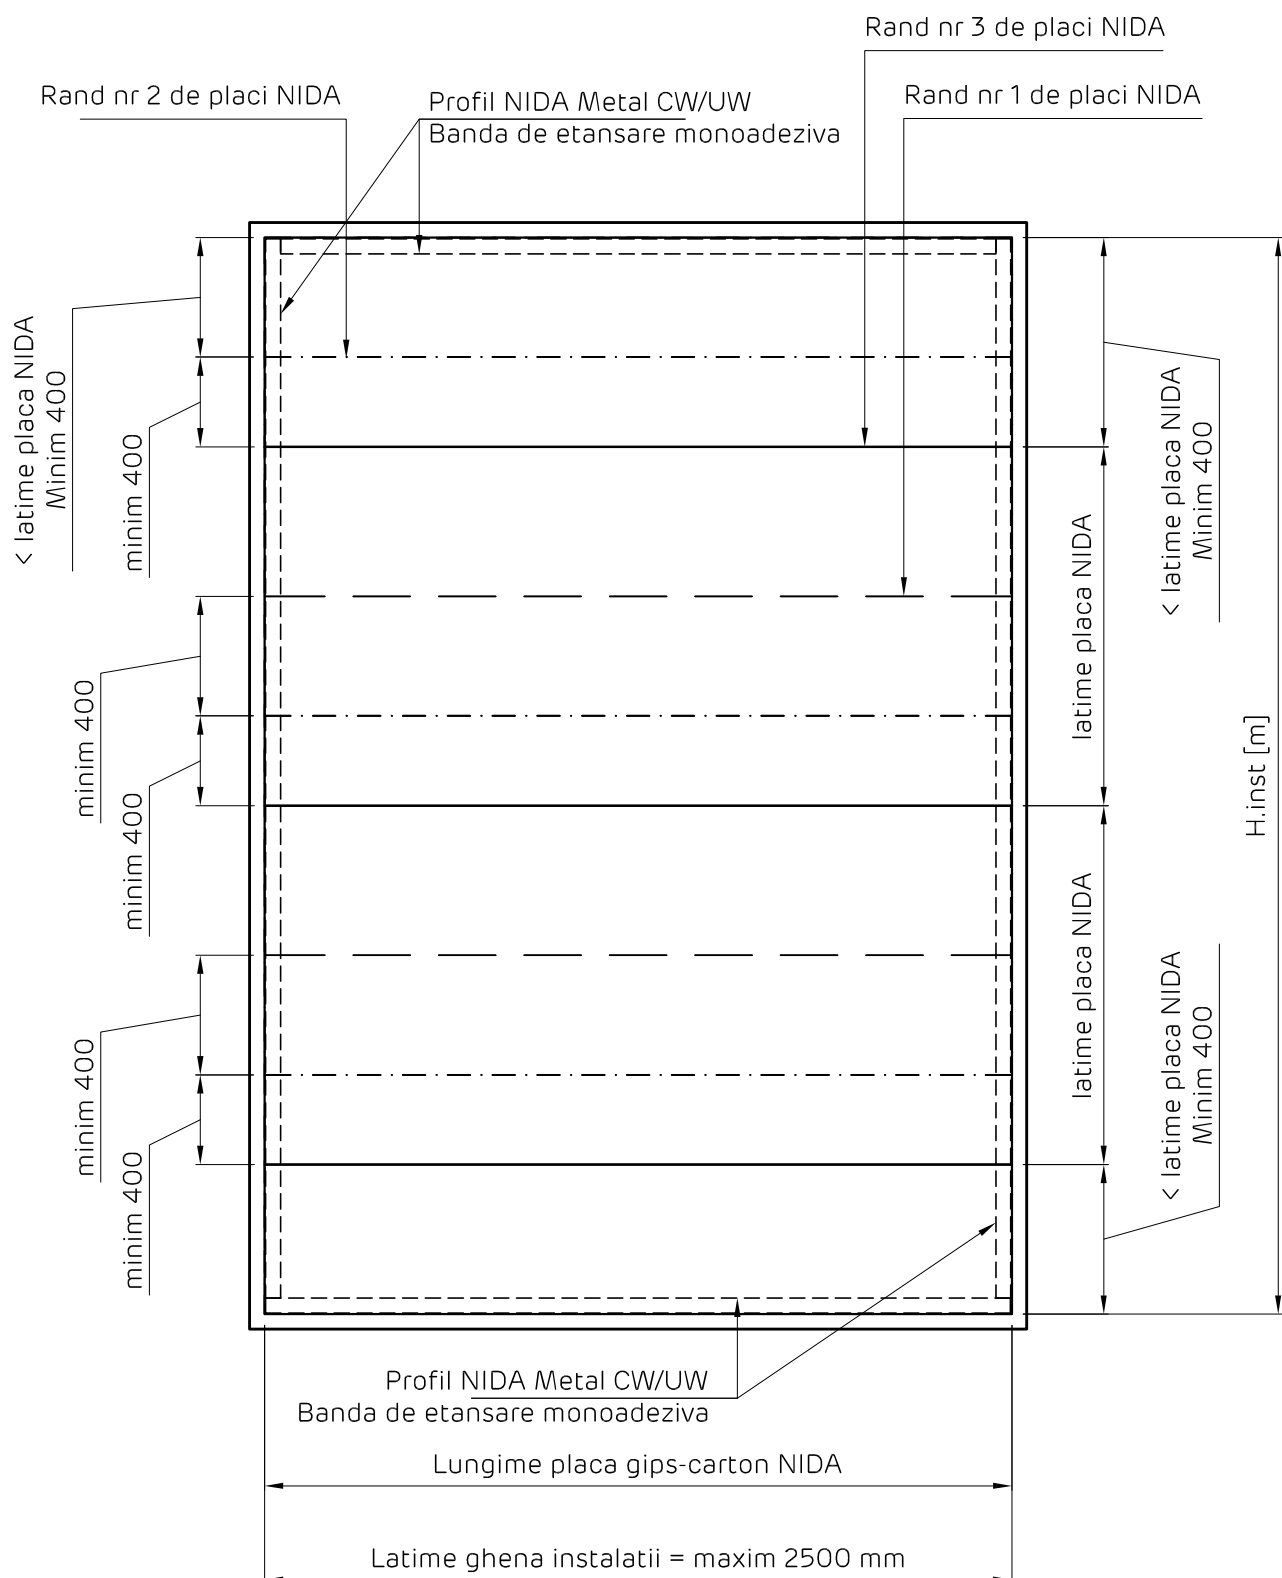 Rand nr 3 de placi NIDA
Rand nr 2 de placi NIDA
Profil NIDA Metal CW/UW
Banda de etansare monoadeziva
Rand nr 1 de placi NIDA
< latime placa NIDA
Minim 400
minim 400
minim 400
minim 400
minim 400
minim 400
< latime placa NIDA
Minim 400
latime placa NIDA
latime placa NIDA
< latime placa NIDA
Minim 400
H.inst [m]
Profil NIDA Metal CW/UW
Banda de etansare monoadeziva
Lungime placa gips-carton NIDA
Latime ghena instalatii = maxim 2500 mm